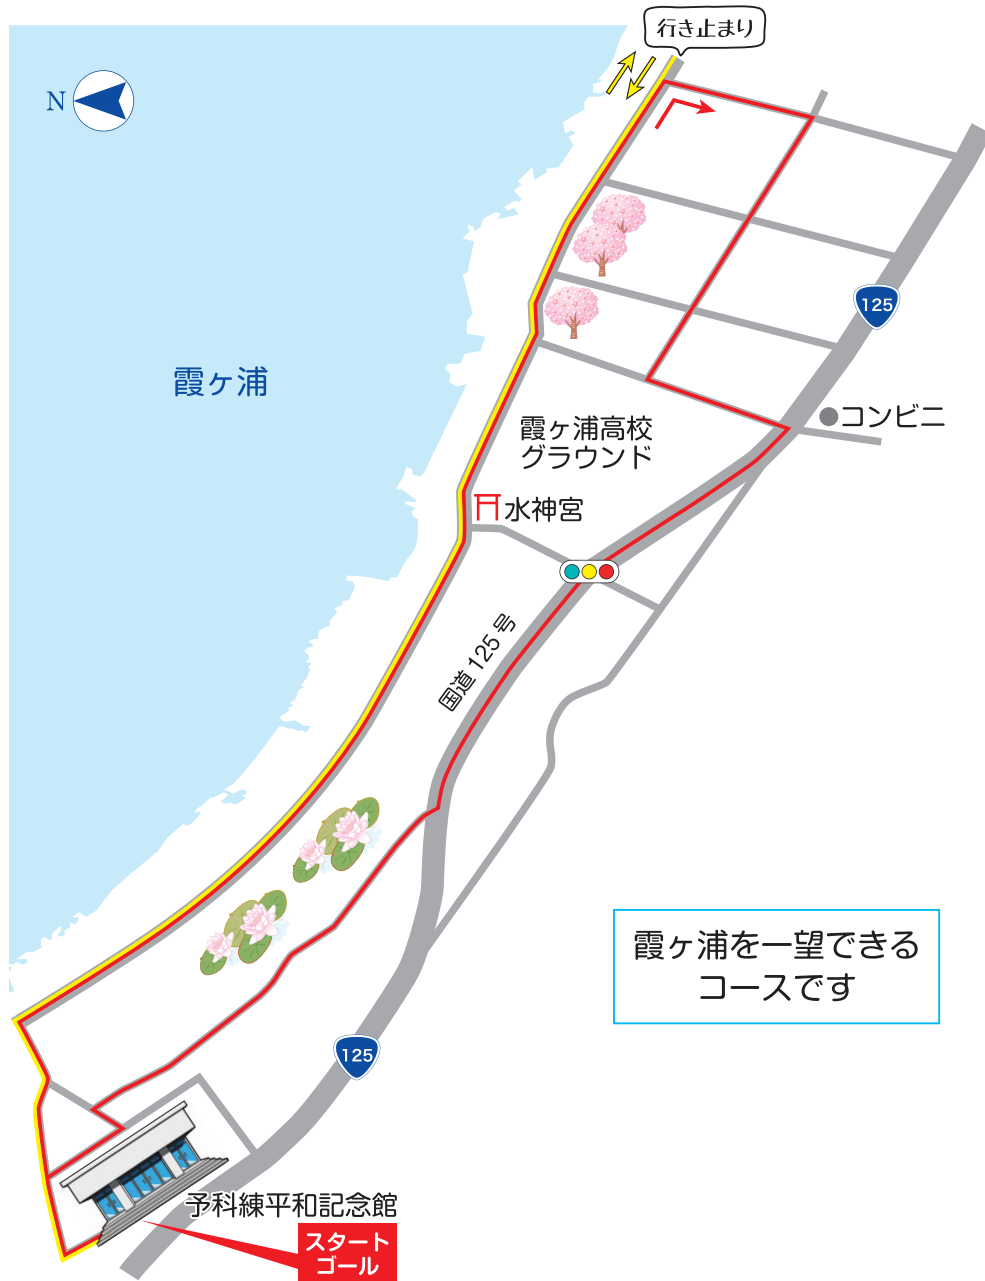 行き止まり
N
125
霞ヶ浦
コンビニ
霞ヶ浦高校
グラウンド
水神宮
国道125号
霞ヶ浦を一望できる
コースです
125
予科練平和記念館
スタート
ゴール